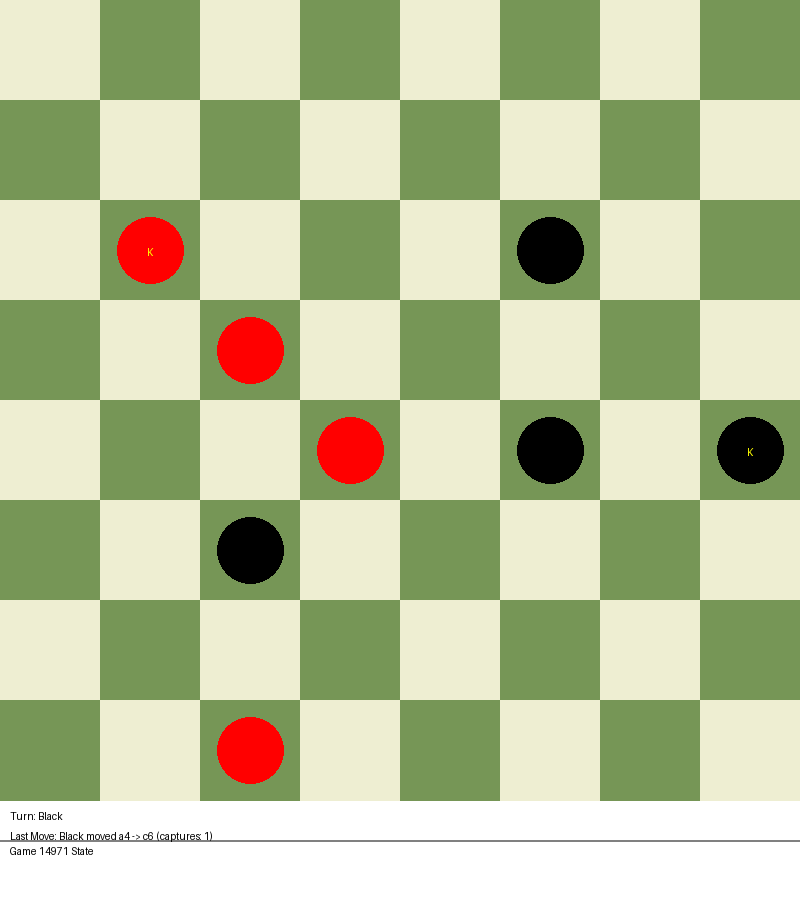 K
K
Turn: Black
Last Move: Black moved a4 -> c6 (captures: 1)
Game 14971 State